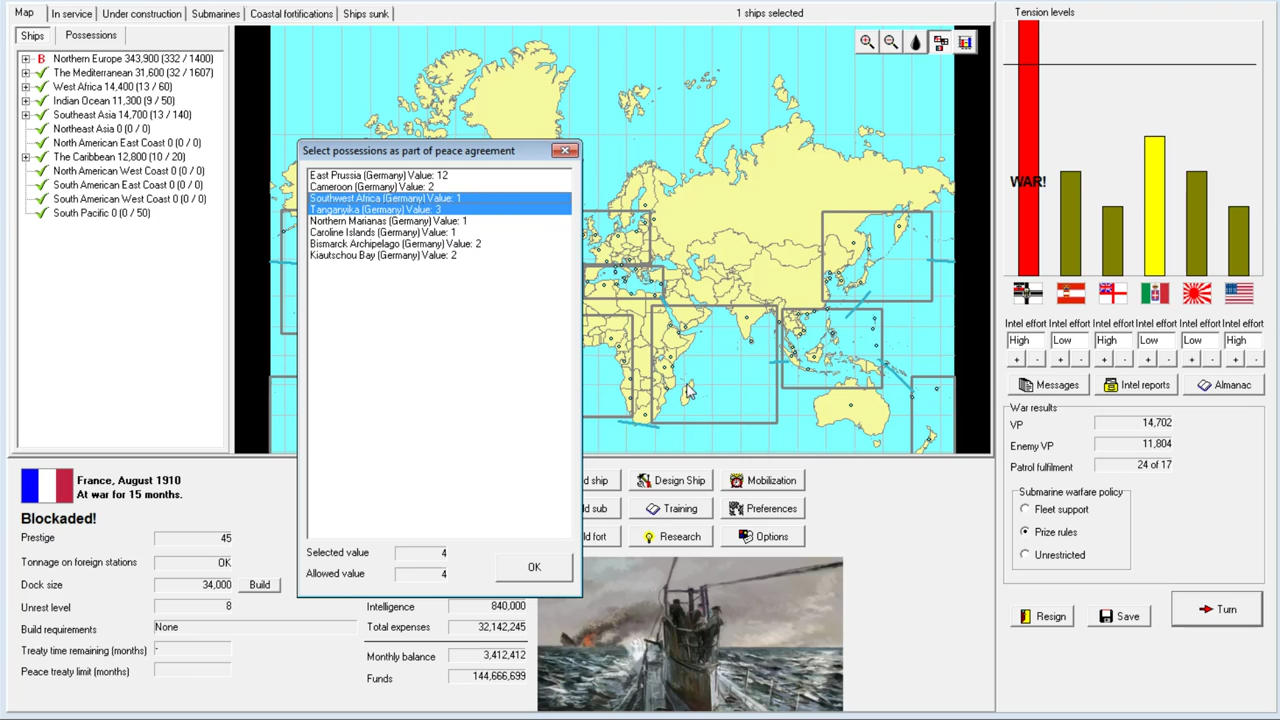 Map
In service
Under construction
Submarines
Coastal fortifications
Ships sunk
1 ships selected
Tension levels
Ships
Possessions
B Northern Europe 343,900 (332 / 1400)
The Mediterranean 31,600 (32 / 1607)
West Africa 14,400 (13 / 60)
Indian Ocean 11,300 (9 / 50)
Southeast Asia 14,700 (13 / 140)
Northeast Asia 0 (0 / 0)
North American East Coast 0 (0 / 0)
The Caribbean 12,800 (10 / 20)
North American West Coast 0 (0 / 0)
South American East Coast 0 (0 / 0)
South American West Coast 0 (0 / 0)
South Pacific 0 (0 / 50)
Select possessions as part of peace agreement
East Prussia (Germany) Value: 12
Cameroon (Germany) Value: 2
Southwest Africa (Germany) Value: 1
Tanganyika (Germany) Value: 3
Northern Marianas (Germany) Value: 1
Caroline Islands (Germany) Value: 1
Bismarck Archipelago (Germany) Value: 2
Kiautschou Bay (Germany) Value: 2
Selected value 4
Allowed value 4
OK
WAR!
Intel effort Intel effort Intel effort Intel effort Intel effort Intel effort
High Low High Low Low High
+ - + - + - + - + - + -
Messages
Intel reports
Almanac
War results
VP 14,702
Enemy VP 11,804
Patrol fulfilment 24 of 17
Submarine warfare policy
Fleet support
Prize rules
Unrestricted
Resign
Save
Turn
France, August 1910
At war for 15 months.
Blockaded!
Prestige 45
Tonnage on foreign stations OK
Dock size 34,000 Build
Unrest level 8
Build requirements None
Treaty time remaining (months) -
Peace treaty limit (months)
d ship
Design Ship
Mobilization
ld sub
Training
Preferences
ld fort
Research
Options
Intelligence 840,000
Total expenses 32,142,245
Monthly balance 3,412,412
Funds 144,666,699